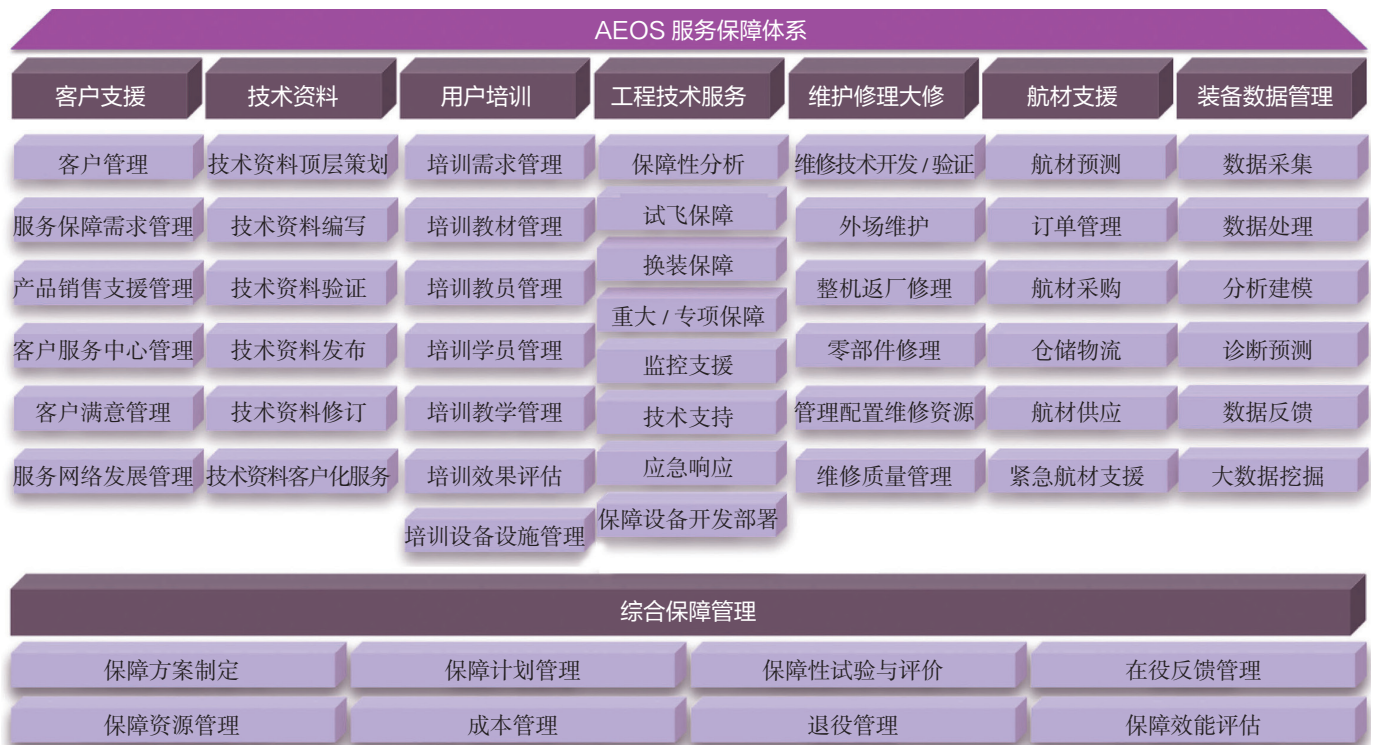 AEOS 服务保障体系
客户支援
技术资料
用户培训
工程技术服务
维护修理大修
航材支援
装备数据管理
客户管理
服务保障需求管理
产品销售支援管理
客户服务中心管理
客户满意管理
服务网络发展管理
技术资料顶层策划
技术资料编写
技术资料验证
技术资料发布
技术资料修订
技术资料客户化服务
培训需求管理
培训教材管理
培训教员管理
培训学员管理
培训教学管理
培训效果评估
培训设备设施管理
保障性分析
试飞保障
换装保障
重大 / 专项保障
监控支援
技术支持
应急响应
保障设备开发部署
维修技术开发 / 验证
外场维护
整机返厂修理
零部件修理
管理配置维修资源
维修质量管理
航材预测
订单管理
航材采购
仓储物流
航材供应
紧急航材支援
数据采集
数据处理
分析建模
诊断预测
数据反馈
大数据挖掘
综合保障管理
保障方案制定
保障计划管理
保障性试验与评价
在役反馈管理
保障资源管理
成本管理
退役管理
保障效能评估